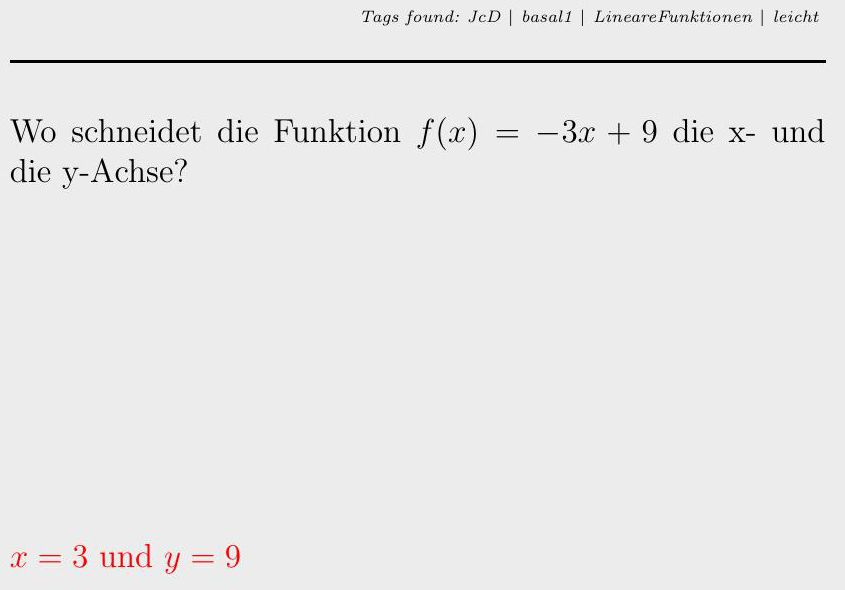 Tags found: JcD | basal1 | LineareFunktionen | leicht
Wo schneidet die Funktion f(x) = −3x + 9 die x- und
die y-Achse?
x = 3 und y = 9